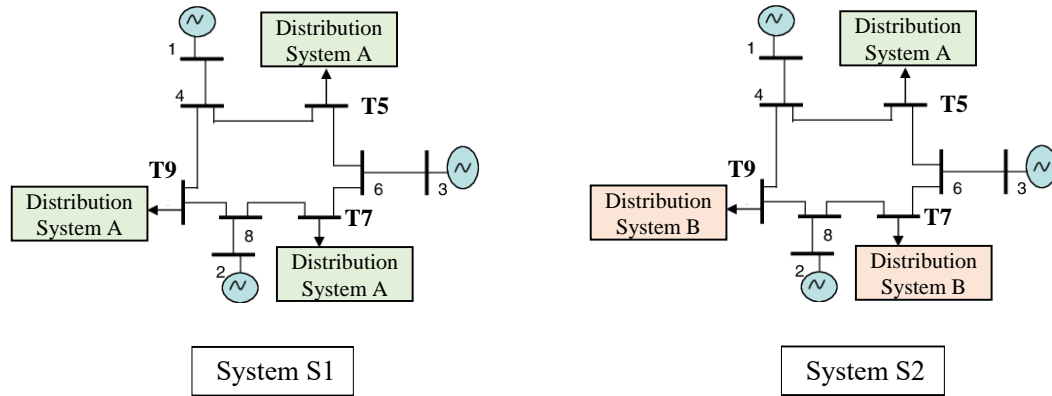 1
Distribution
System A
4
T5
T9
Distribution
System A
6
3
8
T7
2
Distribution
System A
System S1
1
Distribution
System A
4
T5
T9
Distribution
System B
6
3
8
T7
2
Distribution
System B
System S2